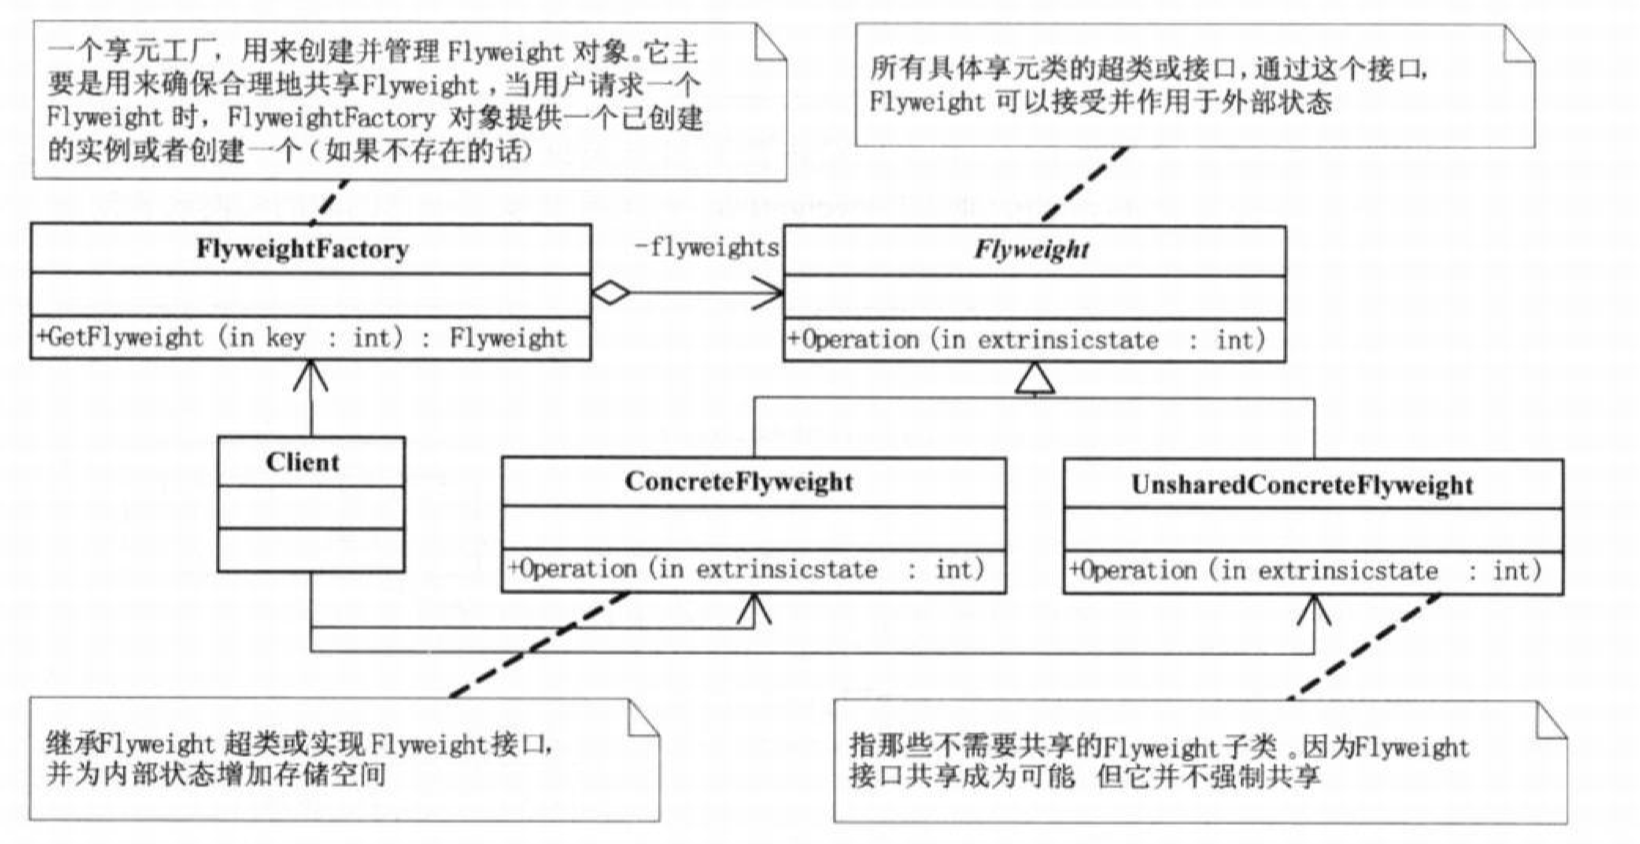 一个享元工厂，用来创建并管理 Flyweight 对象。它主
要是用来确保合理地共享Flyweight，当用户请求一个
Flyweight 时，FlyweightFactory 对象提供一个已创建
的实例或者创建一个（如果不存在的话）
所有具体享元类的超类或接口，通过这个接口，
Flyweight 可以接受并作用于外部状态
FlyweightFactory
+GetFlyweight (in key : int) : Flyweight
-flyweights
Flyweight
+Operation (in extrinsicstate : int)
Client
ConcreteFlyweight
+Operation (in extrinsicstate : int)
UnsharedConcreteFlyweight
+Operation (in extrinsicstate : int)
继承Flyweight 超类或实现 Flyweight接口，
并为内部状态增加存储空间
指那些不需要共享的Flyweight 子类。因为Flyweight
接口共享成为可能 但它并不强制共享